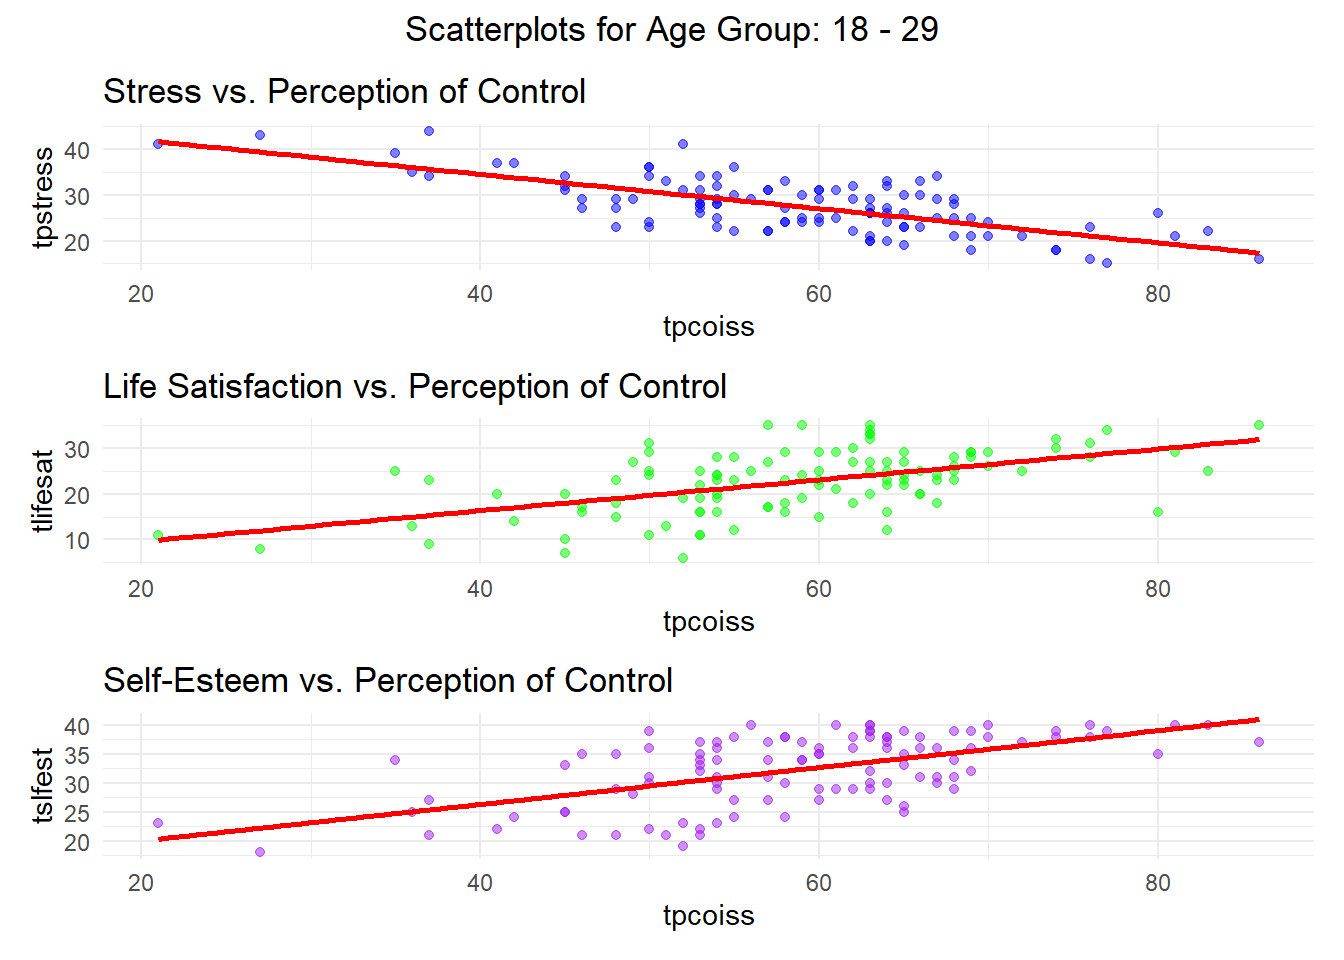 Scatterplots for Age Group: 18 - 29
Stress vs. Perception of Control
tpstress
40
30
20
20 40 60 80
tpcoiss
Life Satisfaction vs. Perception of Control
tlifesat
30
20
10
20 40 60 80
tpcoiss
Self-Esteem vs. Perception of Control
tslfest
40
35
30
25
20
20 40 60 80
tpcoiss